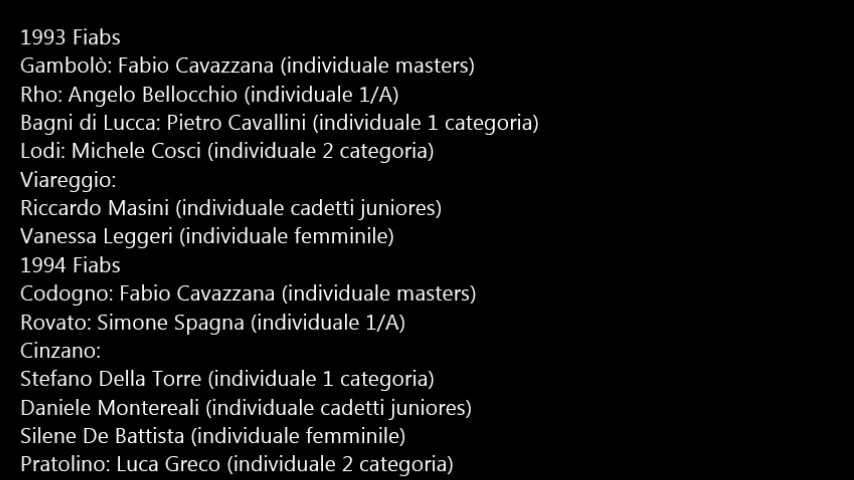 1993 Fiabs
Gambolò: Fabio Cavazzana (individuale masters)
Rho: Angelo Bellocchio (individuale 1/A)
Bagni di Lucca: Pietro Cavallini (individuale 1 categoria)
Lodi: Michele Cosci (individuale 2 categoria)
Viareggio:
Riccardo Masini (individuale cadetti juniores)
Vanessa Leggeri (individuale femminile)
1994 Fiabs
Codogno: Fabio Cavazzana (individuale masters)
Rovato: Simone Spagna (individuale 1/A)
Cinzano:
Stefano Della Torre (individuale 1 categoria)
Daniele Montereali (individuale cadetti juniores)
Silene De Battista (individuale femminile)
Pratolino: Luca Greco (individuale 2 categoria)